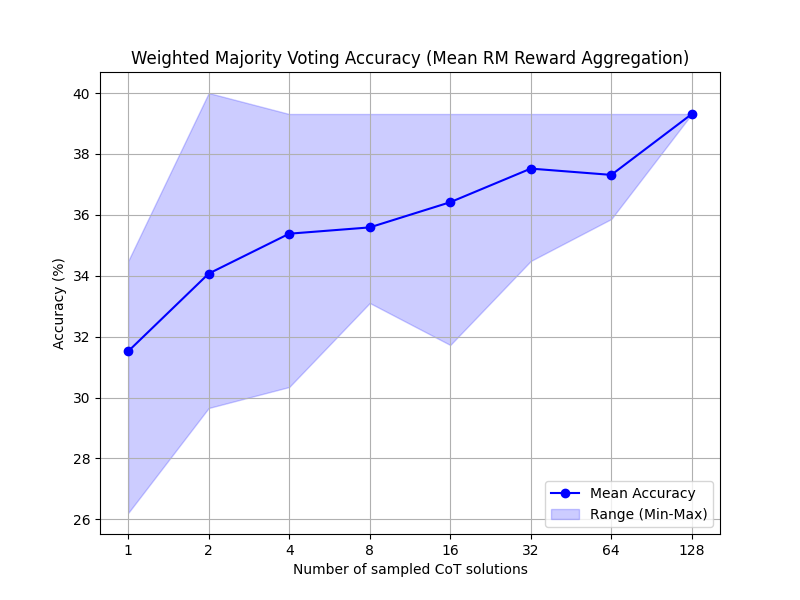 Weighted Majority Voting Accuracy (Mean RM Reward Aggregation)
40
38
36
34
32
30
28
26
Accuracy (%)
Mean Accuracy
Range (Min-Max)
1 2 4 8 16 32 64 128
Number of sampled CoT solutions